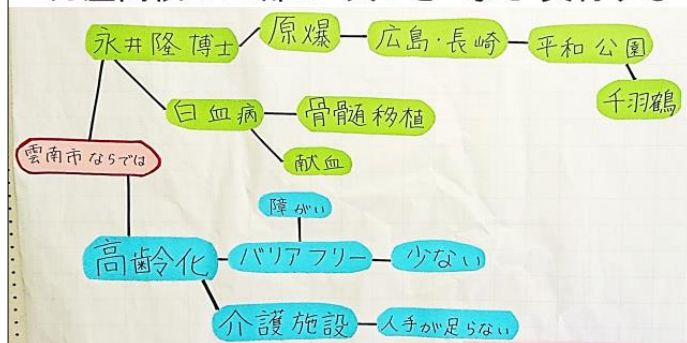 永井隆博士
原爆
広島・長崎
平和公園
千羽鶴
白血病
骨髄移植
献血
雲南市ならでは
障がい
高齢化
バリアフリー
少ない
介護施設
人手が足らない